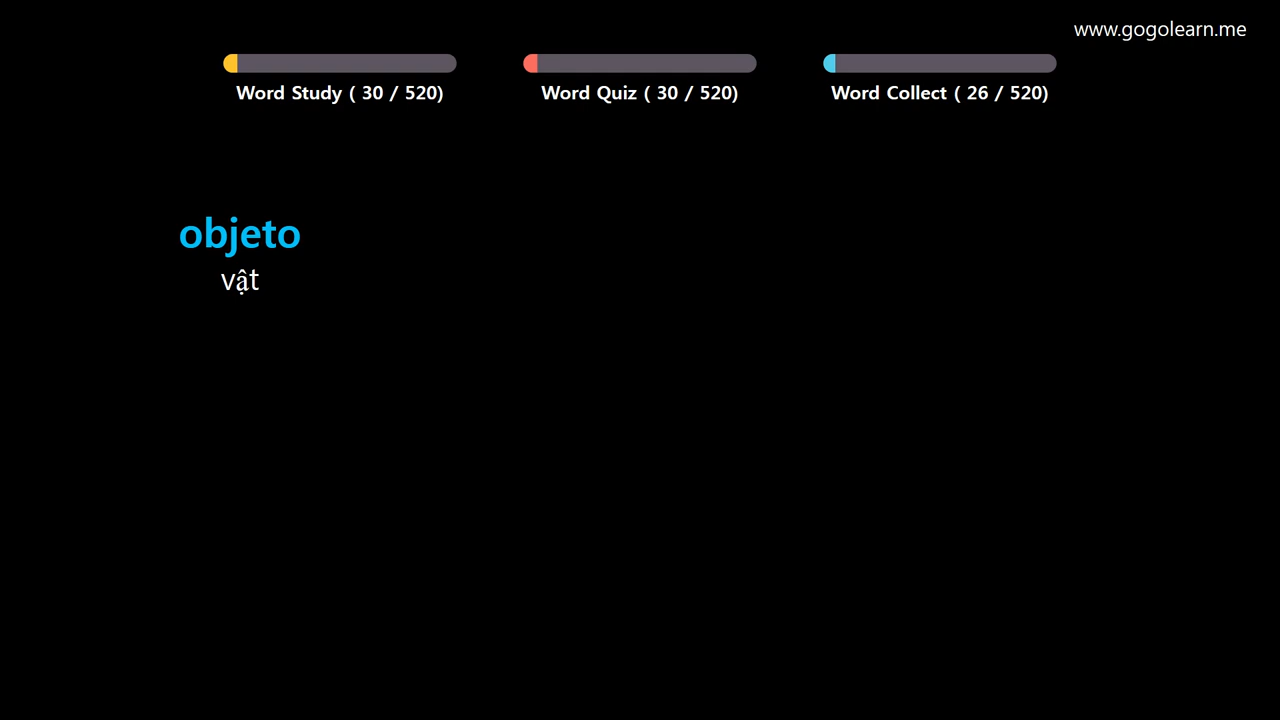 www.gogolearn.me
Word Study ( 30 / 520)
Word Quiz ( 30 / 520)
Word Collect ( 26 / 520)
objeto
vật